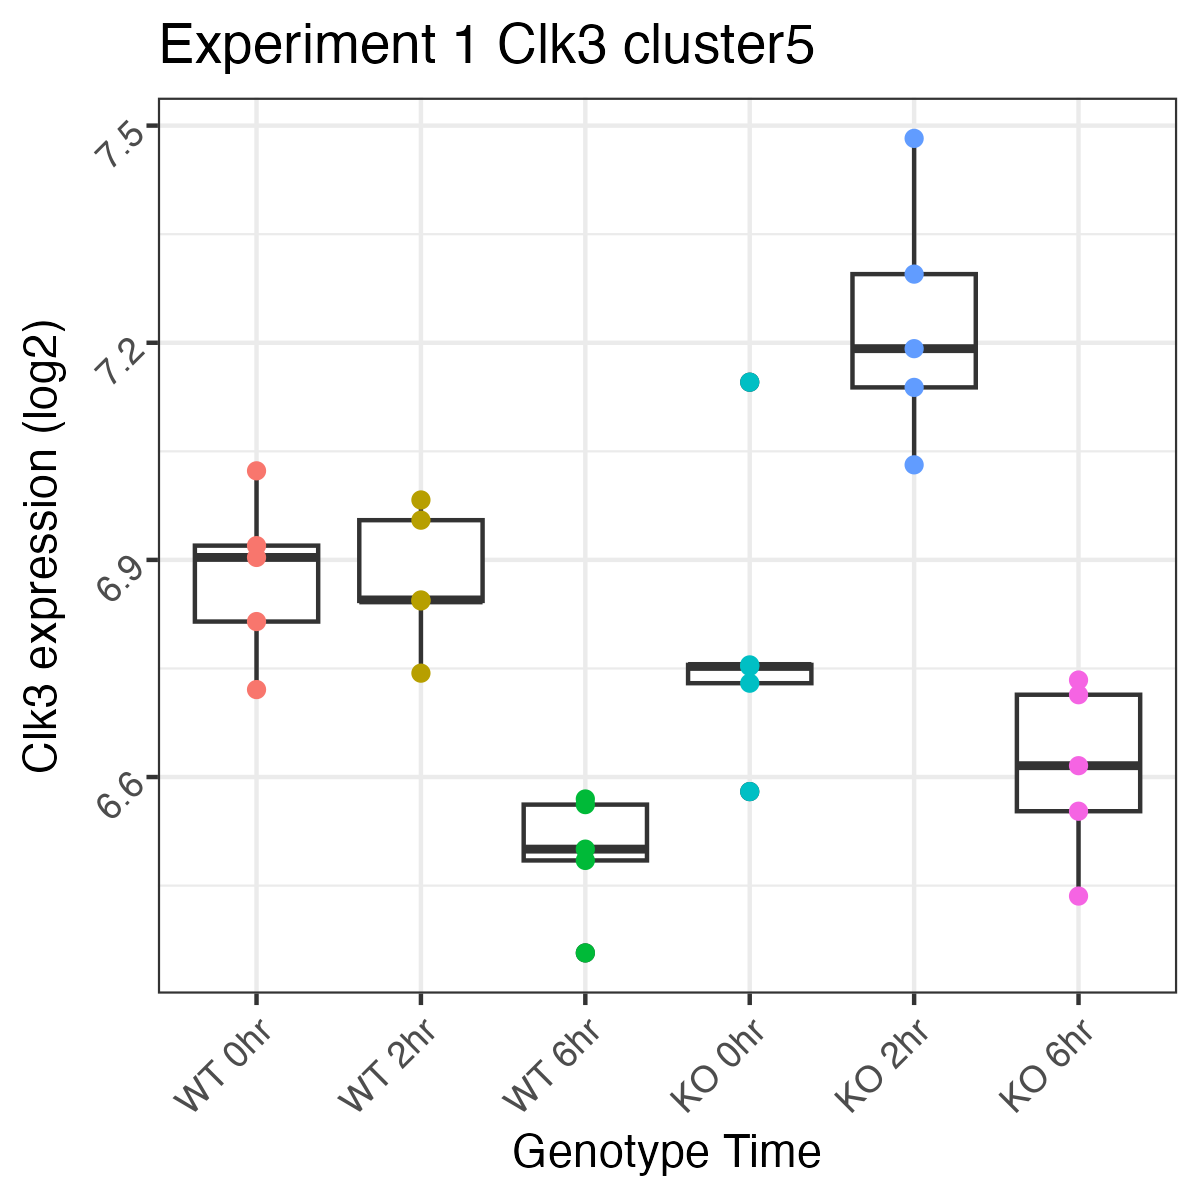 Experiment 1 Clk3 cluster5
Clk3 expression (log2)
7.5
7.2
6.9
6.6
WT 0hr
WT 2hr
WT 6hr
KO 0hr
KO 2hr
KO 6hr
Genotype Time